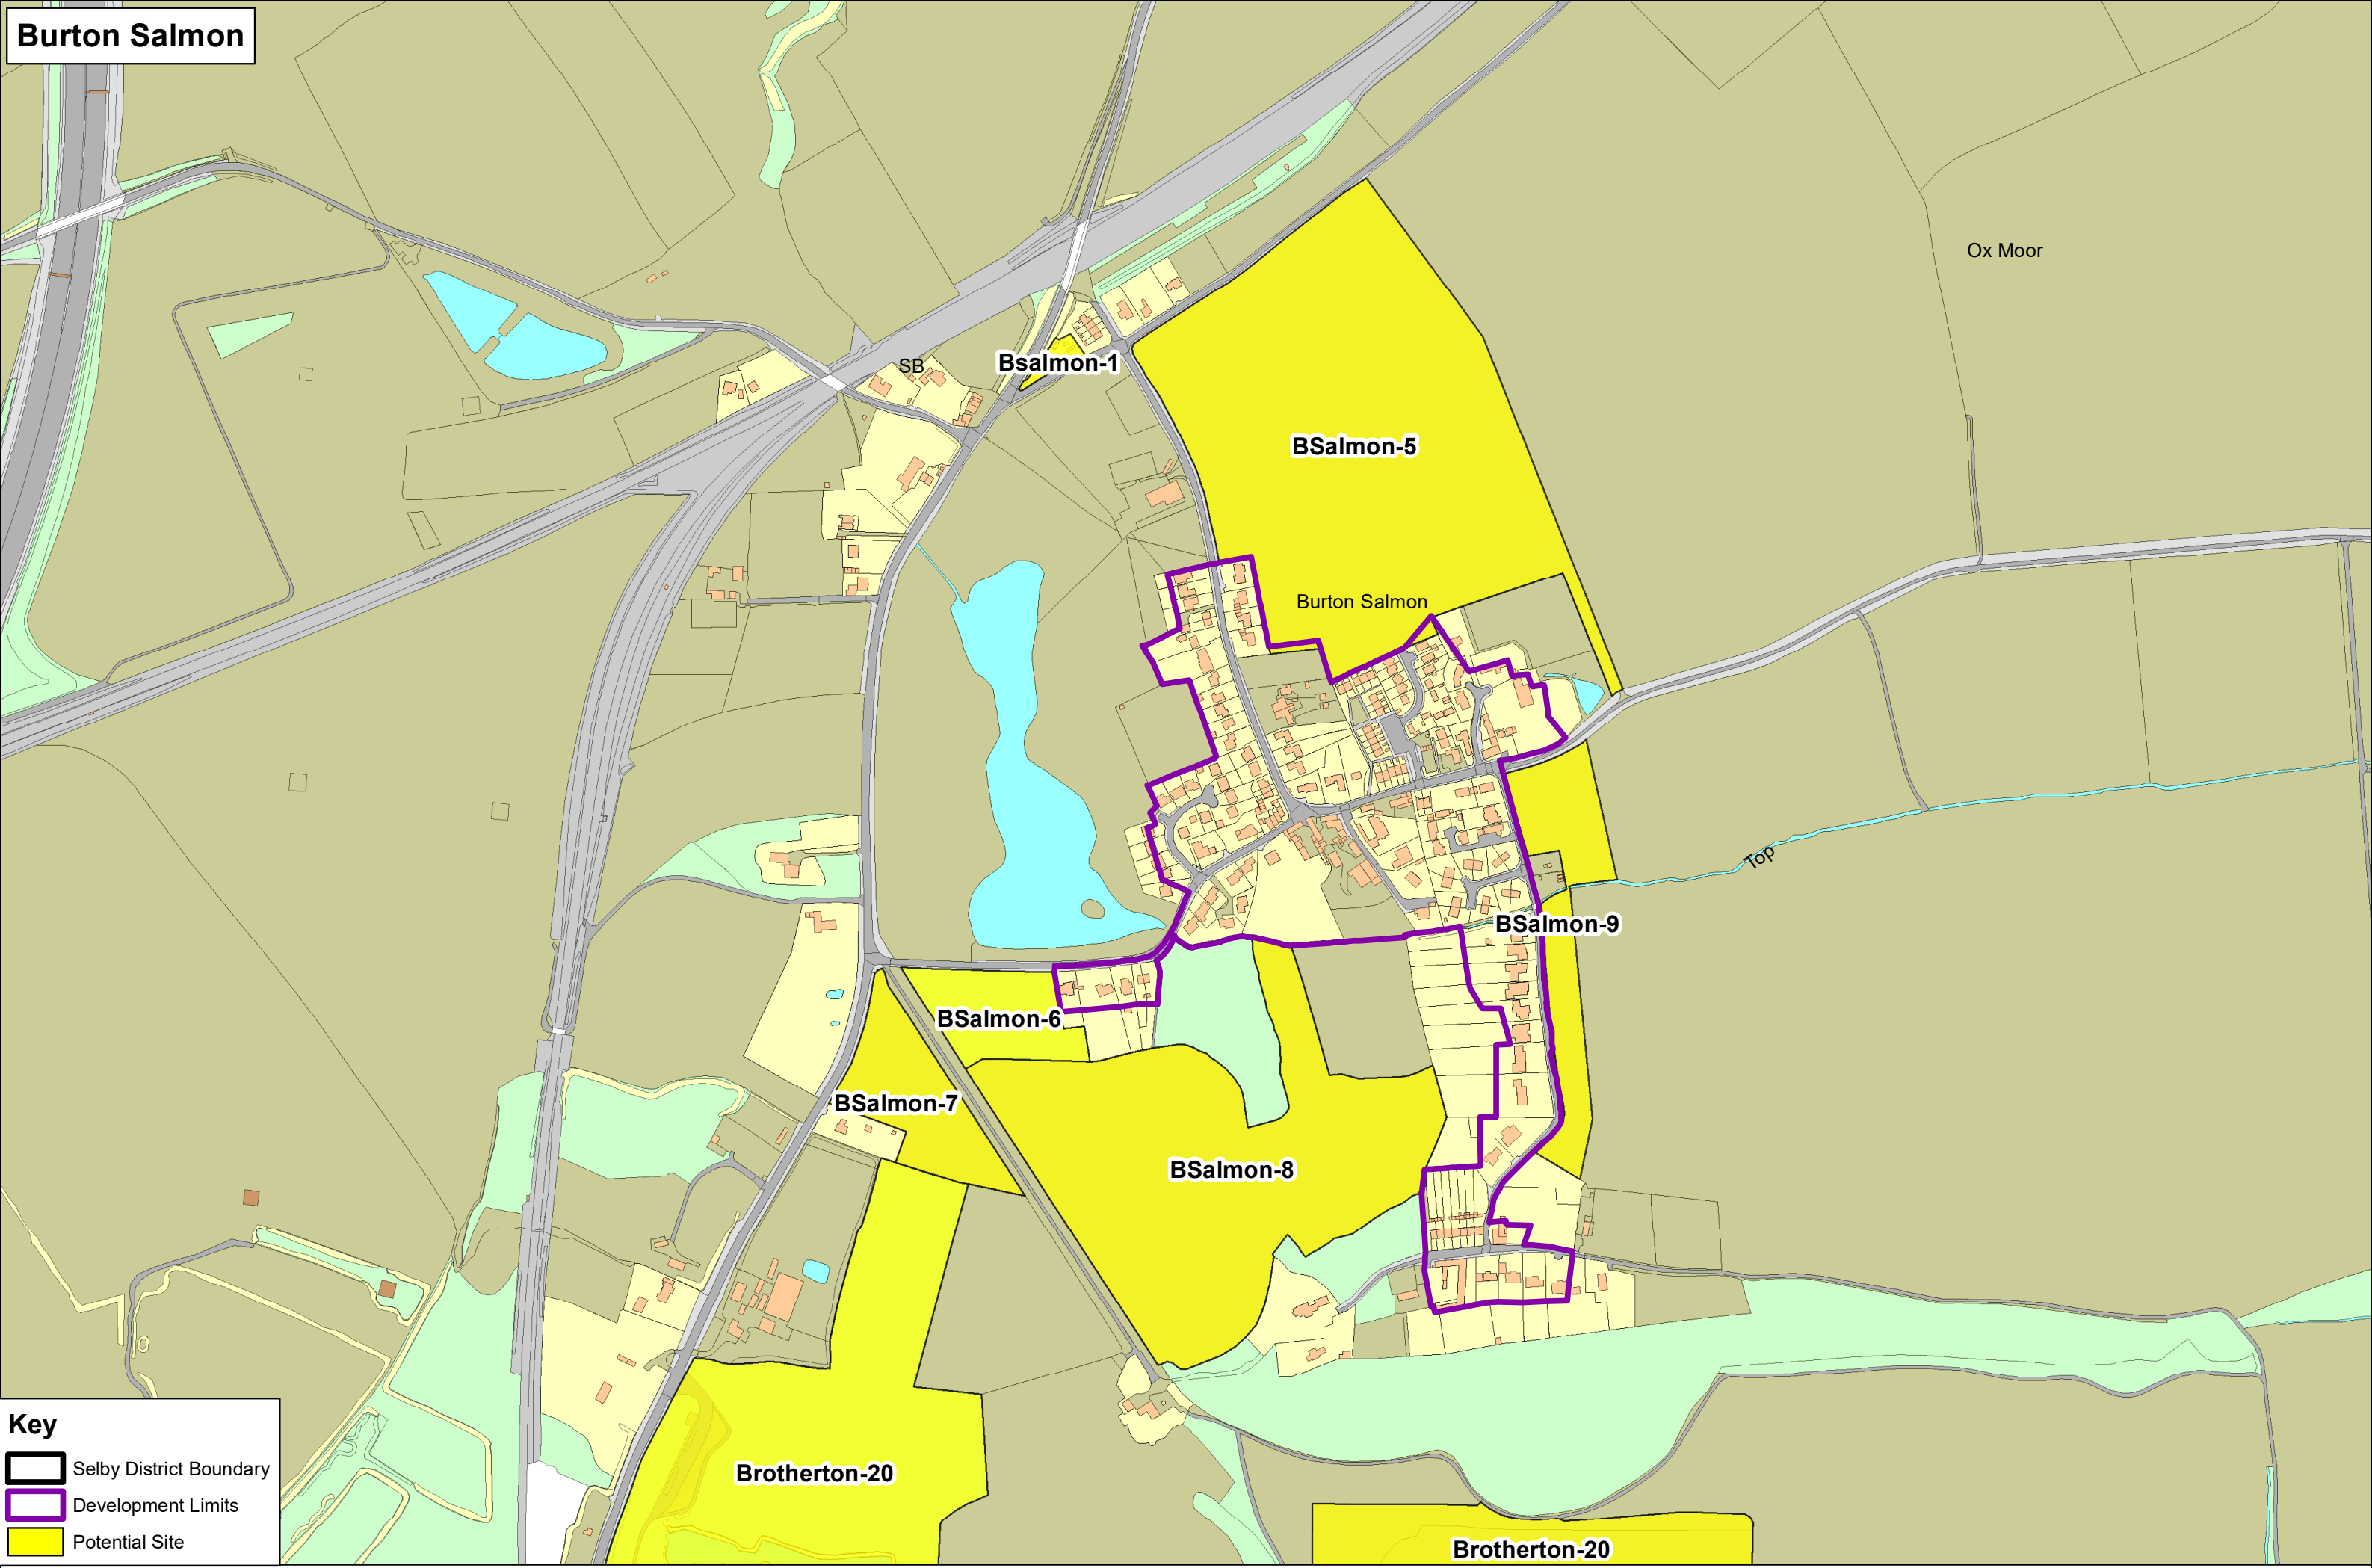 Burton Salmon
Ox Moor
SB
Bsalmon-1
BSalmon-5
Burton Salmon
Top
BSalmon-9
BSalmon-6
BSalmon-7
BSalmon-8
Brotherton-20
Brotherton-20
Key
Selby District Boundary
Development Limits
Potential Site